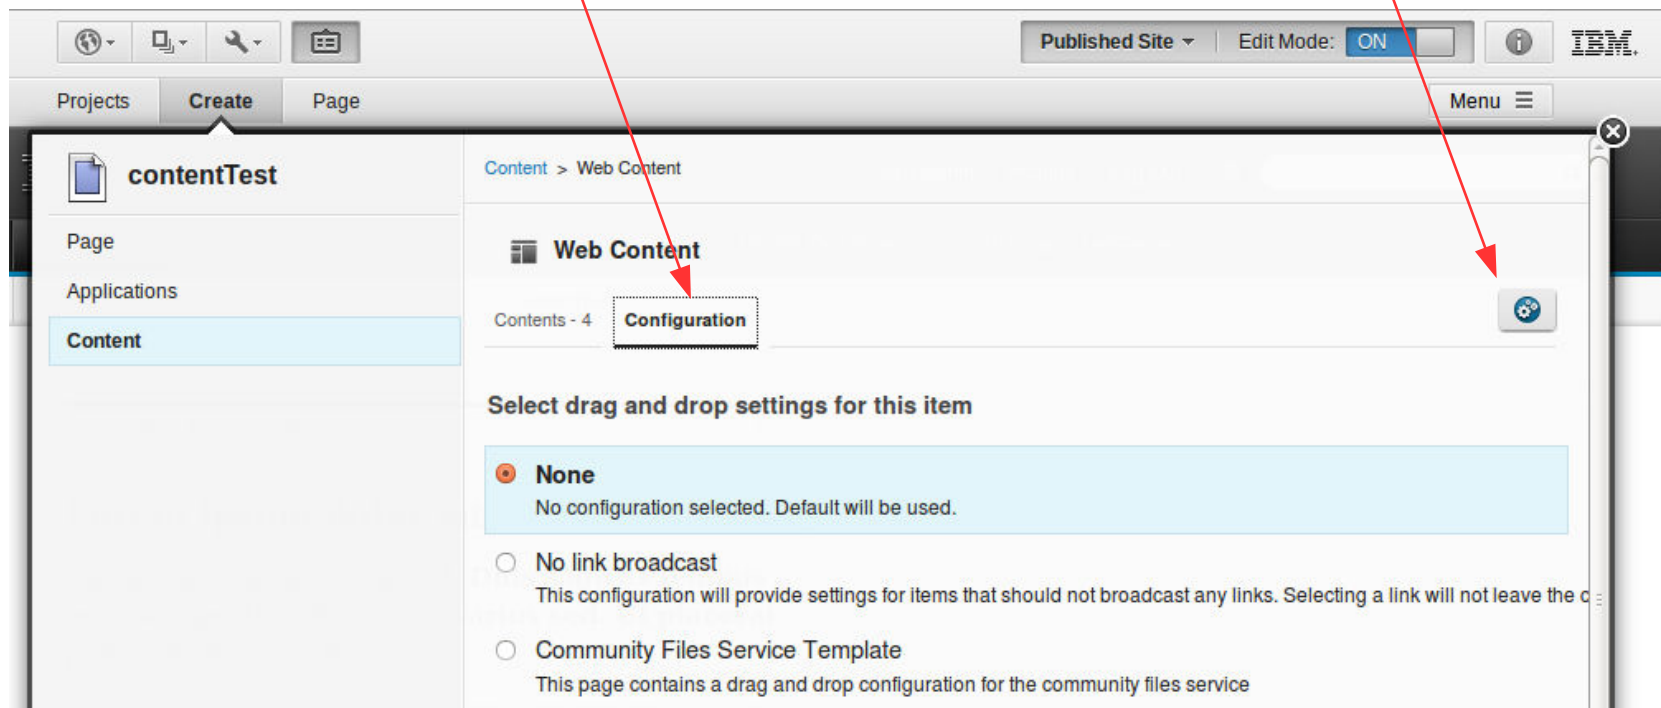 Published Site
Edit Mode: ON
IBM.
Projects Create Page
Menu
contentTest
Content > Web Content
Page
Applications
Content
Web Content
Contents - 4 Configuration
Select drag and drop settings for this item
None
No configuration selected. Default will be used.
No link broadcast
This configuration will provide settings for items that should not broadcast any links. Selecting a link will not leave the
Community Files Service Template
This page contains a drag and drop configuration for the community files service